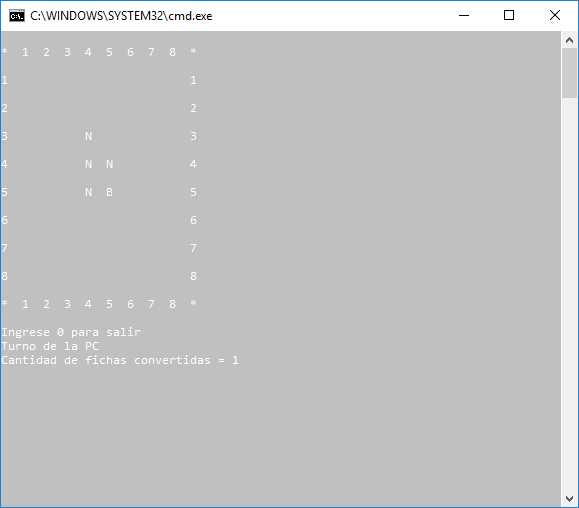 C:\WINDOWS\SYSTEM32\cmd.exe
* 1 2 3 4 5 6 7 8 *
1 1
2 2
3 N 3
4 N N 4
5 N B 5
6 6
7 7
8 8
* 1 2 3 4 5 6 7 8 *
Ingrese 0 para salir
Turno de la PC
Cantidad de fichas convertidas = 1